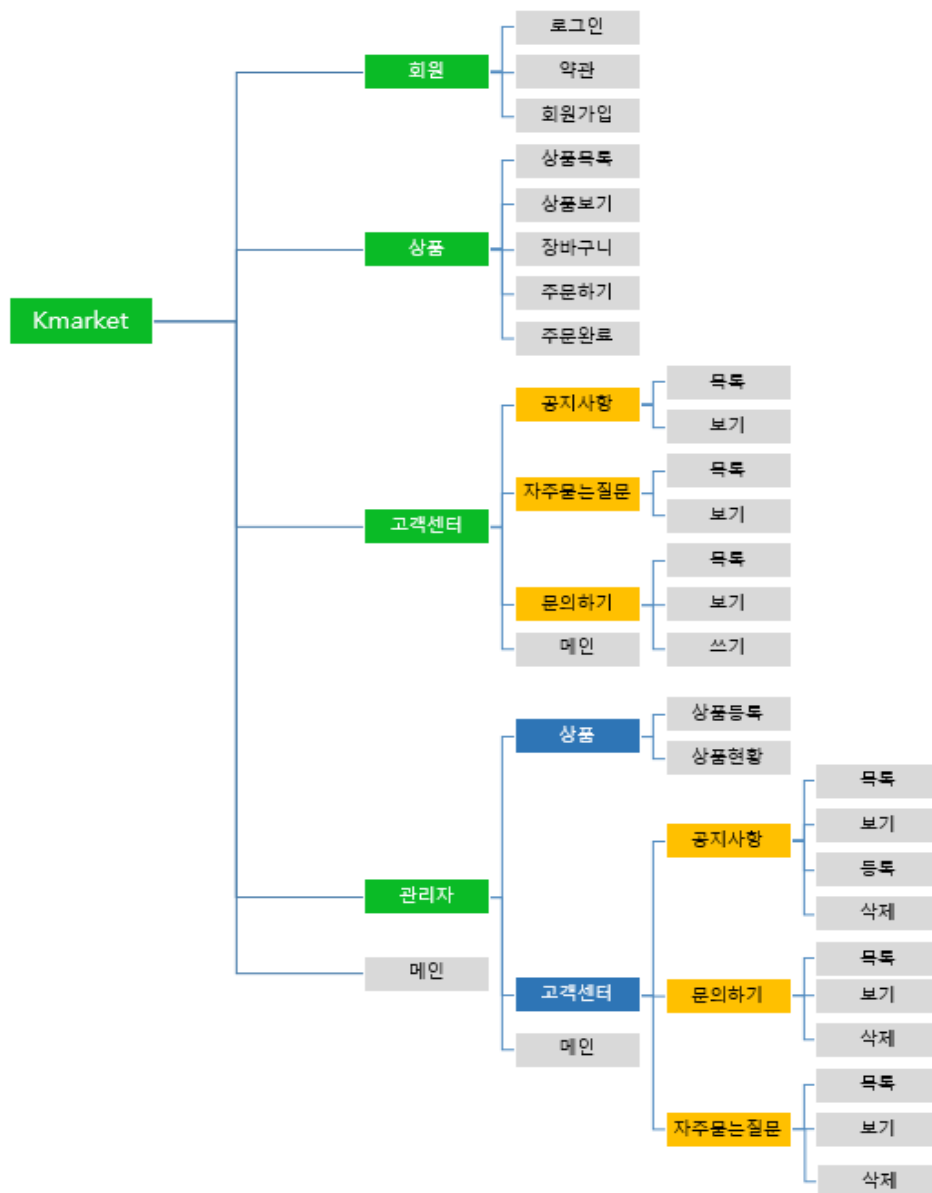 Kmarket
회원
로그인
약관
회원가입
상품
상품목록
상품보기
장바구니
주문하기
주문완료
고객센터
공지사항
목록
보기
자주묻는질문
목록
보기
문의하기
목록
보기
쓰기
메인
관리자
상품
상품등록
상품현황
고객센터
공지사항
목록
보기
등록
삭제
문의하기
목록
보기
삭제
자주묻는질문
목록
보기
삭제
메인
메인